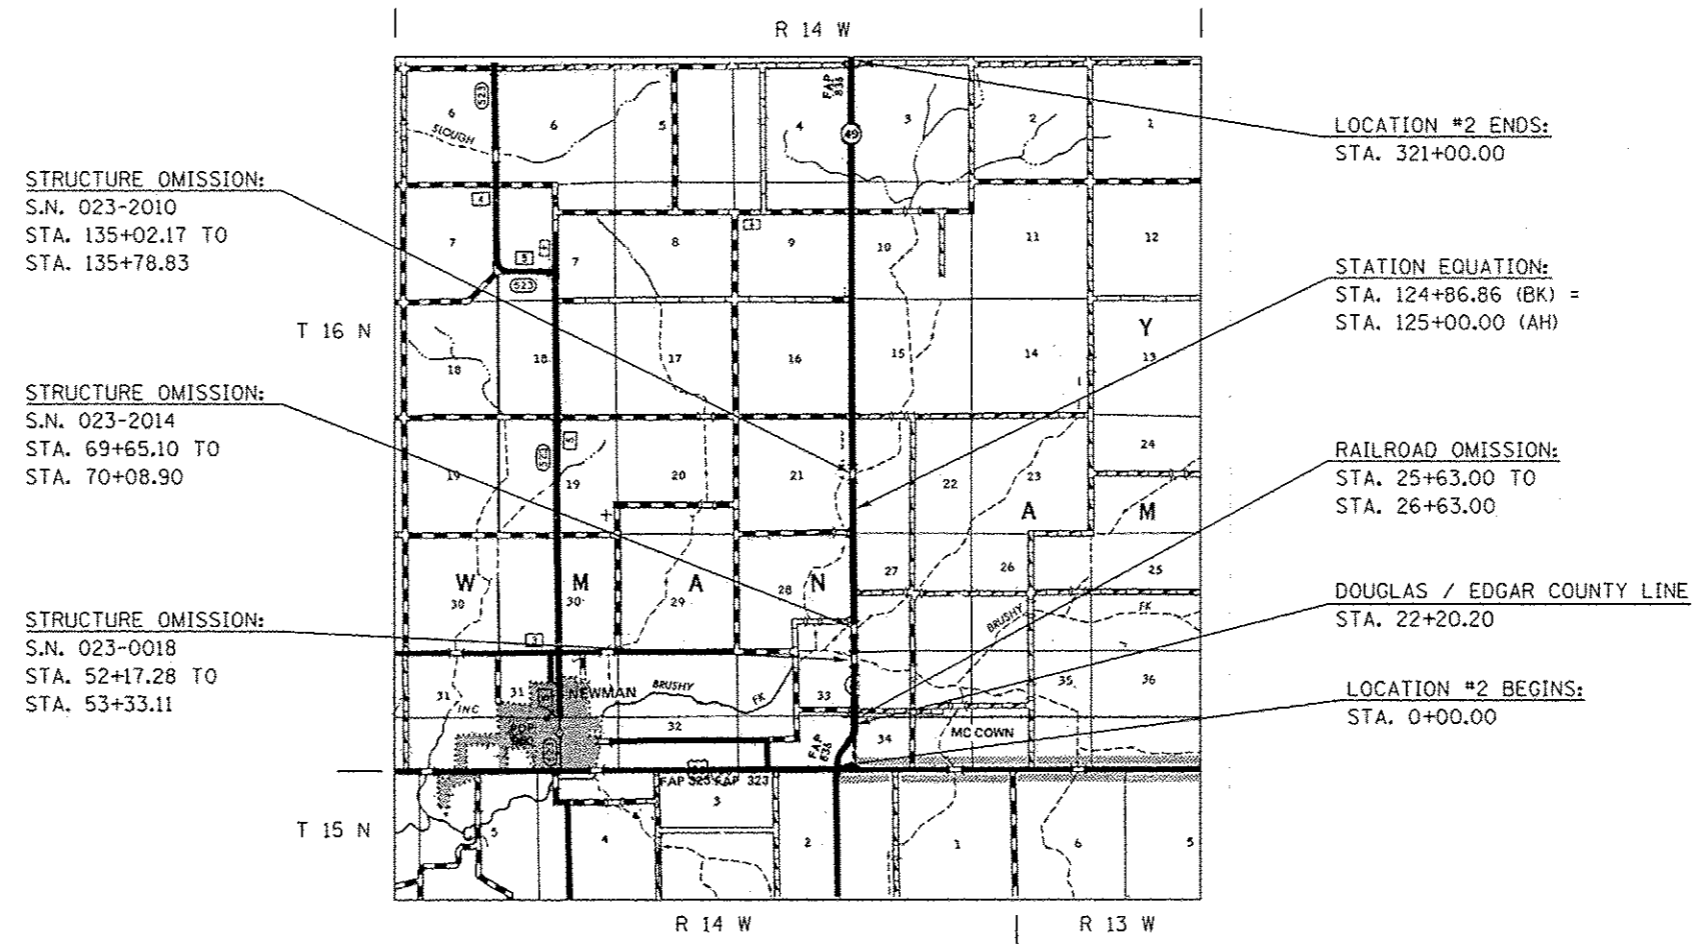 R 14 W
STRUCTURE OMISSION:
S.N. 023-2010
STA. 135+02.17 TO
STA. 135+78.83
T 16 N
STRUCTURE OMISSION:
S.N. 023-2014
STA. 69+65.10 TO
STA. 70+08.90
STRUCTURE OMISSION:
S.N. 023-0018
STA. 52+17.28 TO
STA. 53+33.11
T 15 N
LOCATION #2 ENDS:
STA. 321+00.00
STATION EQUATION:
STA. 124+86.86 (BK) =
STA. 125+00.00 (AH)
RAILROAD OMISSION:
STA. 25+63.00 TO
STA. 26+63.00
DOUGLAS / EDGAR COUNTY LINE
STA. 22+20.20
LOCATION #2 BEGINS:
STA. 0+00.00
523
FAP
836
49
6
6
5
4
3
2
1
SLOUGH
4
7
7
8
9
10
11
12
523
18
18
17
16
15
14
Y
13
523
19
19
20
21
22
23
24
A M
W M A N
30
30
29
28
27
26
25
BRUSHY
FK
31
31
INC
NEWMAN
BRUSHY
FK
32
33
34
35
36
MC COWN
FAP
836
FAP 325 FAP 323
5
4
3
2
1
6
5
R 14 W
R 13 W